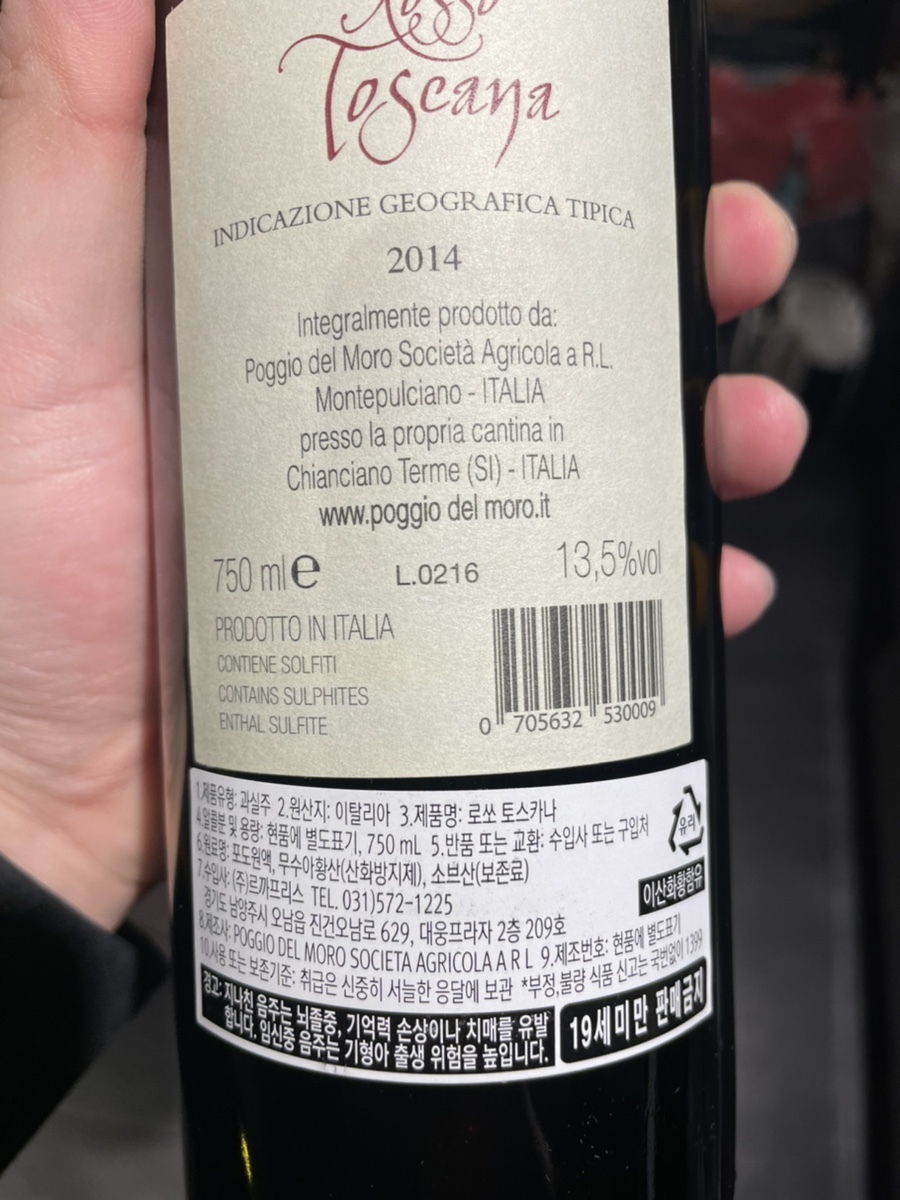 Rosso
Toscana
INDICAZIONE GEOGRAFICA TIPICA
2014
Integralmente prodotto da:
Poggio del Moro Società Agricola a R.L.
Montepulciano - ITALIA
presso la propria cantina in
Chianciano Terme (SI) - ITALIA
www.poggio del moro.it
750 ml e L.0216 13,5%vol
PRODOTTO IN ITALIA
CONTIENE SOLFITI
CONTAINS SULPHITES
ENTHAL SULFITE
0 705632 530009
1.제품유형: 과실주 2.원산지: 이탈리아 3.제품명: 로쏘 토스카나
4.알콜분 및 용량: 현품에 별도표기, 750 mL 5.반품 또는 교환: 수입사 또는 구입처
6.원료명: 포도원액, 무수아황산(산화방지제), 소브산(보존료)
7.수입사: (주)르까프리스 TEL. 031)572-1225
경기도 남양주시 오남읍 진건오남로 629, 대웅프라자 2층 209호
8.제조사: POGGIO DEL MORO SOCIETA AGRICOLA A R L 9.제조번호: 현품에 별도표기
10.사용 또는 보존기준: 취급은 신중히 서늘한 응달에 보관 *부정,불량 식품 신고는 국번없이 1399
유리
이산화황함유
경고: 지나친 음주는 뇌졸중, 기억력 손상이나 치매를 유발
합니다. 임신중 음주는 기형아 출생 위험을 높입니다.
19세미만 판매금지